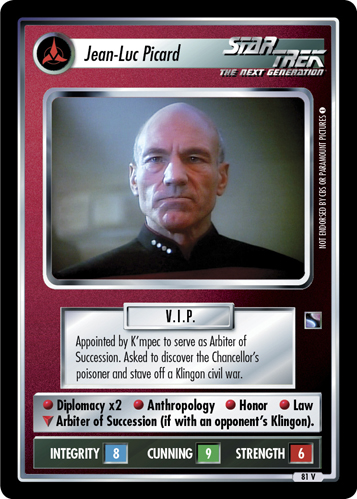 Jean-Luc Picard
STAR TREK
THE NEXT GENERATION
NOT ENDORSED BY CBS OR PARAMOUNT PICTURES
V.I.P.
Appointed by K'mpec to serve as Arbiter of
Succession. Asked to discover the Chancellor's
poisoner and stave off a Klingon civil war.
Diplomacy x2 Anthropology Honor Law
Arbiter of Succession (if with an opponent's Klingon).
INTEGRITY 8 CUNNING 9 STRENGTH 6
81 V